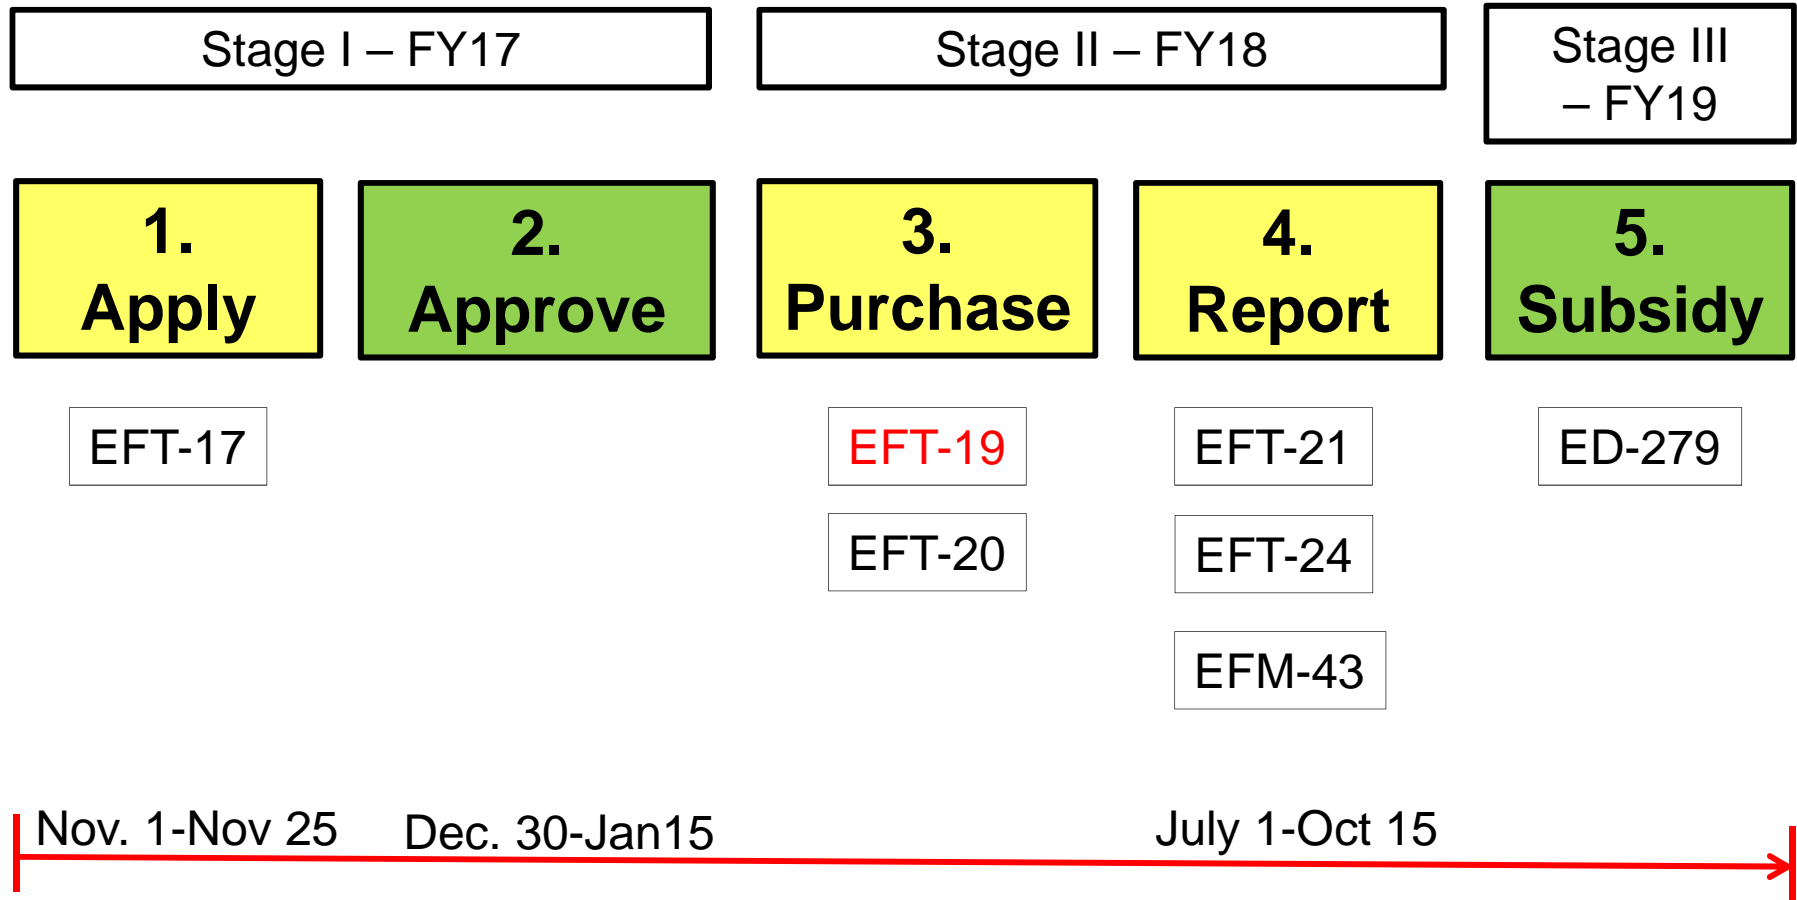 Stage I – FY17
Stage II – FY18
Stage III
– FY19
1.
Apply
2.
Approve
3.
Purchase
4.
Report
5.
Subsidy
EFT-17
EFT-19
EFT-20
EFT-21
EFT-24
EFM-43
ED-279
Nov. 1-Nov 25
Dec. 30-Jan15
July 1-Oct 15